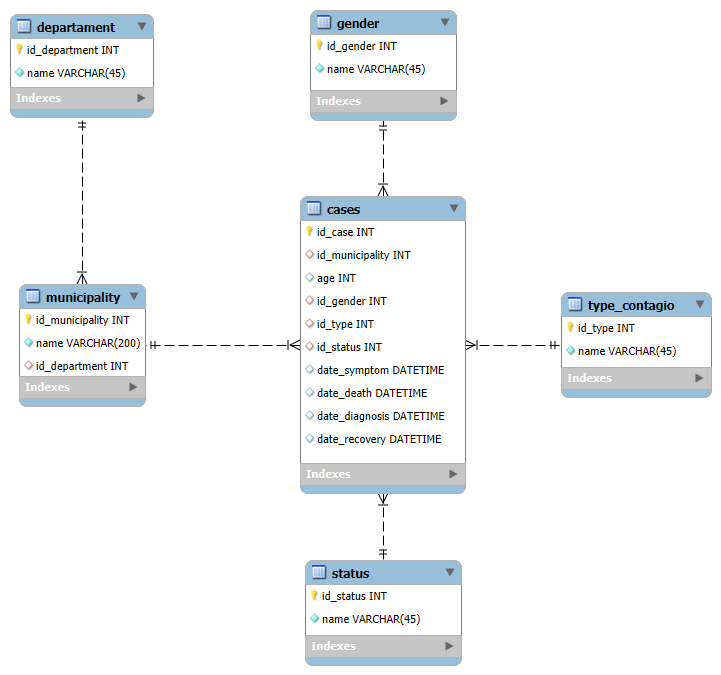 departament
id_department INT
name VARCHAR(45)
Indexes
gender
id_gender INT
name VARCHAR(45)
Indexes
cases
id_case INT
id_municipality INT
age INT
id_gender INT
id_type INT
id_status INT
date_symptom DATETIME
date_death DATETIME
date_diagnosis DATETIME
date_recovery DATETIME
Indexes
municipality
id_municipality INT
name VARCHAR(200)
id_department INT
Indexes
type_contagio
id_type INT
name VARCHAR(45)
Indexes
status
id_status INT
name VARCHAR(45)
Indexes